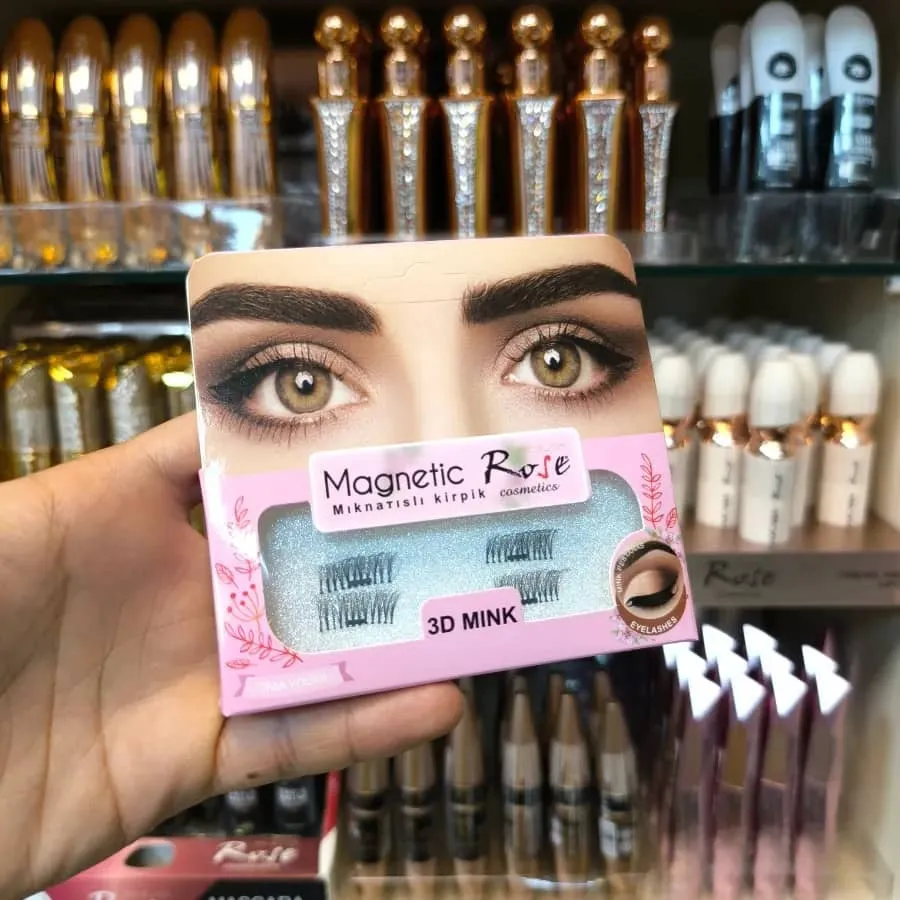 Magnetic Rose
Mıknatıslı kirpik cosmetics
3D MINK
EYELASHES
Rose
Rose
MASCARA